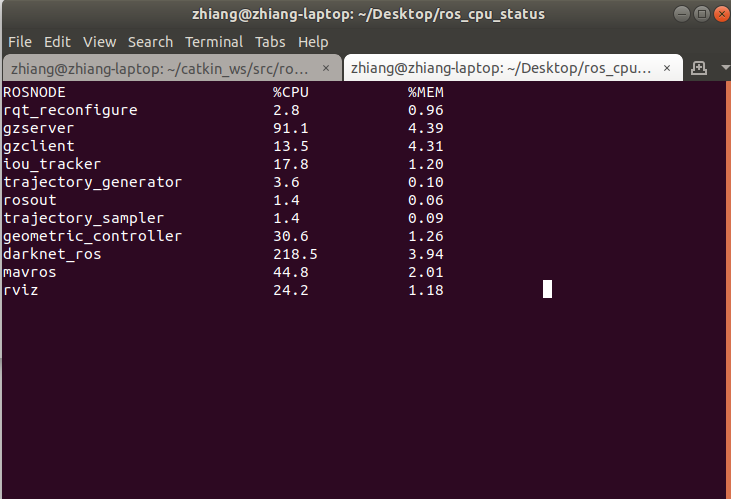 zhiang@zhiang-laptop: ~/Desktop/ros_cpu_status
File Edit View Search Terminal Tabs Help
zhiang@zhiang-laptop: ~/catkin_ws/src/ro... × zhiang@zhiang-laptop: ~/Desktop/ros_cpu... ×
ROSNODE %CPU %MEM
rqt_reconfigure 2.8 0.96
gzserver 91.1 4.39
gzclient 13.5 4.31
iou_tracker 17.8 1.20
trajectory_generator 3.6 0.10
rosout 1.4 0.06
trajectory_sampler 1.4 0.09
geometric_controller 30.6 1.26
darknet_ros 218.5 3.94
mavros 44.8 2.01
rviz 24.2 1.18